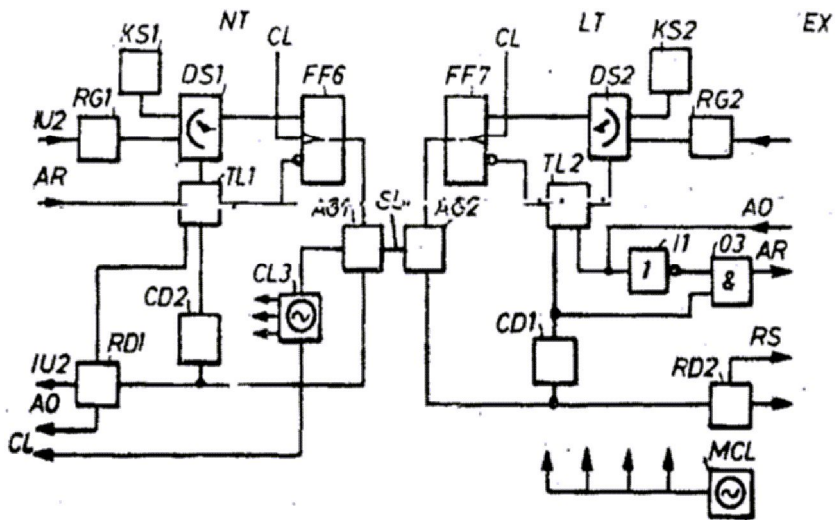 NT LT EX
KS1 CL CL KS2
DS1 FF6 FF7 DS2
RG1 RG2
IU2
AR TL1 TL2
SL AG2 AO
I1 O3 AR
1 &
CL3
CD2 CD1
RD1 RS
IU2 RD2
AO
CL
MCL